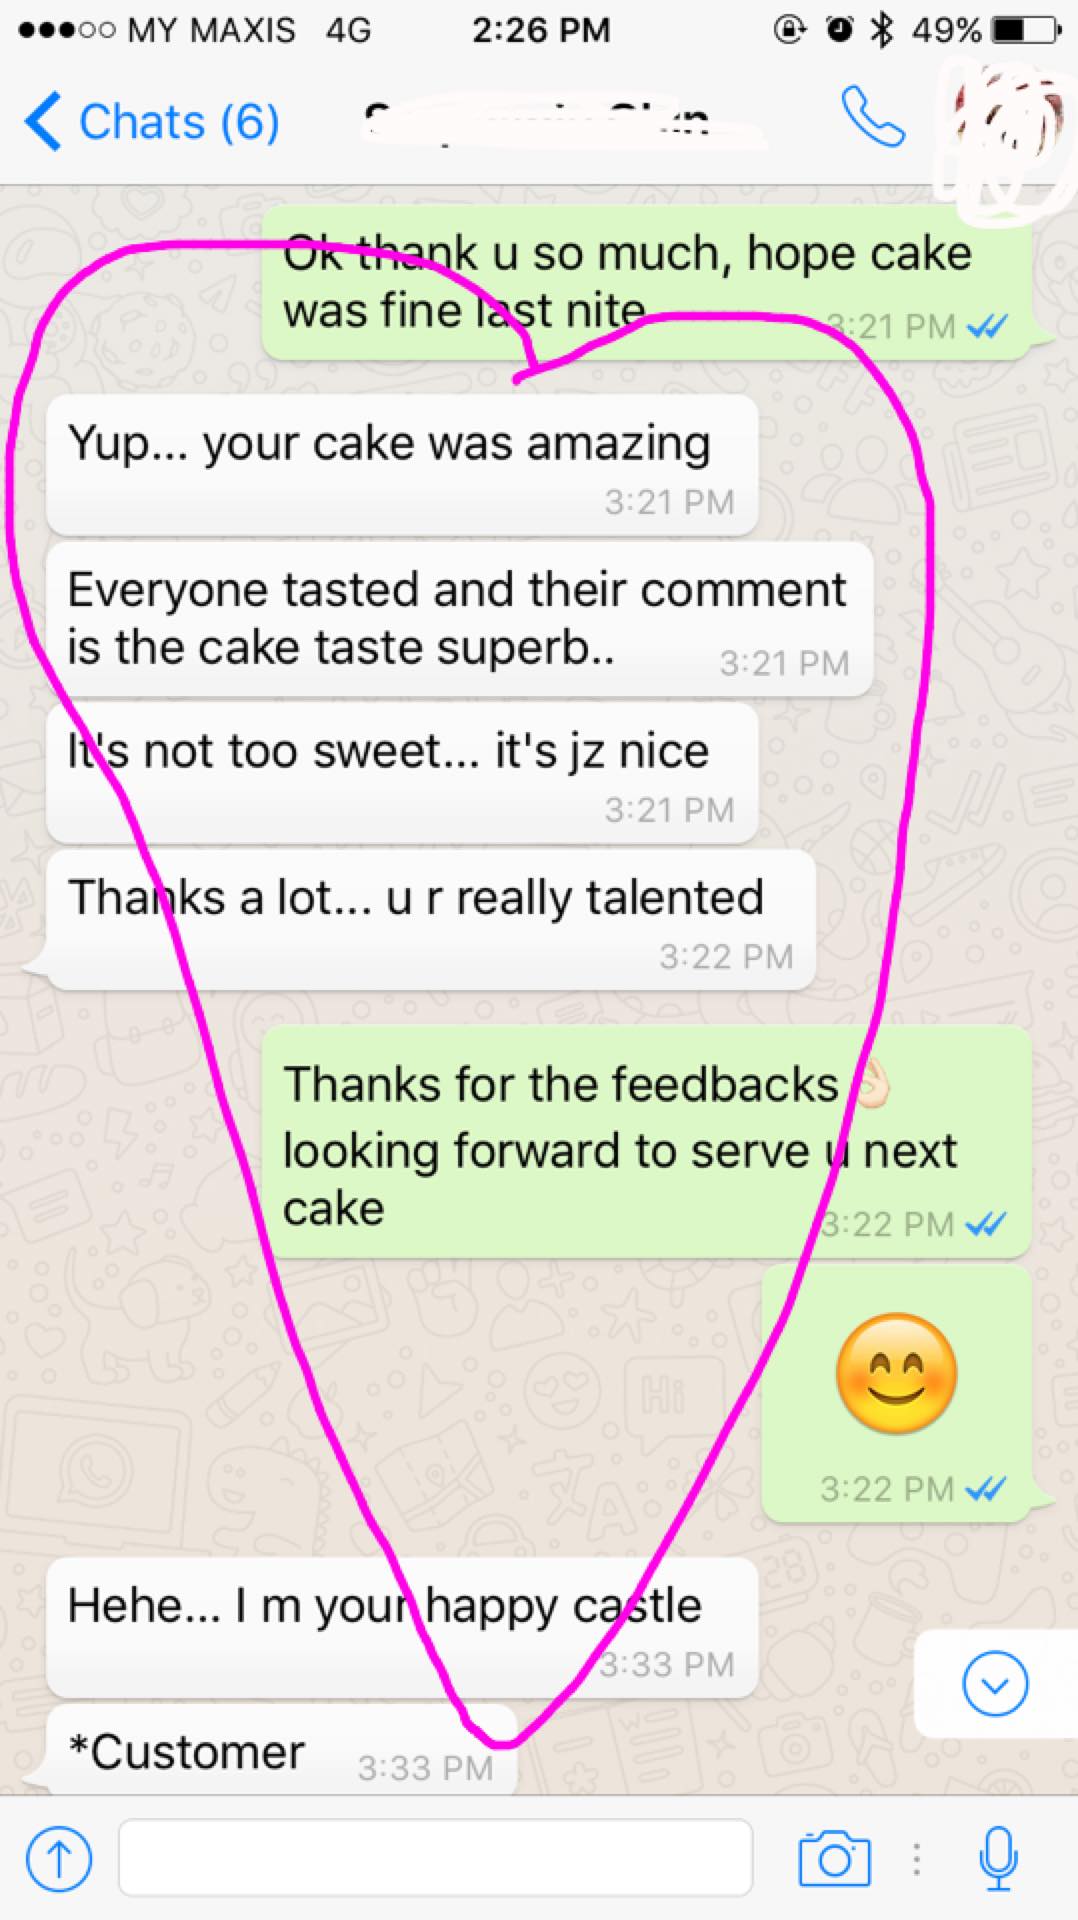 MY MAXIS 4G 2:26 PM 49%
Chats (6)
Ok thank u so much, hope cake
was fine last nite
3:21 PM
Yup... your cake was amazing
3:21 PM
Everyone tasted and their comment
is the cake taste superb..
3:21 PM
It's not too sweet... it's jz nice
3:21 PM
Thanks a lot... u r really talented
3:22 PM
Thanks for the feedbacks👌🏻
looking forward to serve u next
cake
3:22 PM
😊
3:22 PM
Hehe... I m your happy castle
3:33 PM
*Customer
3:33 PM